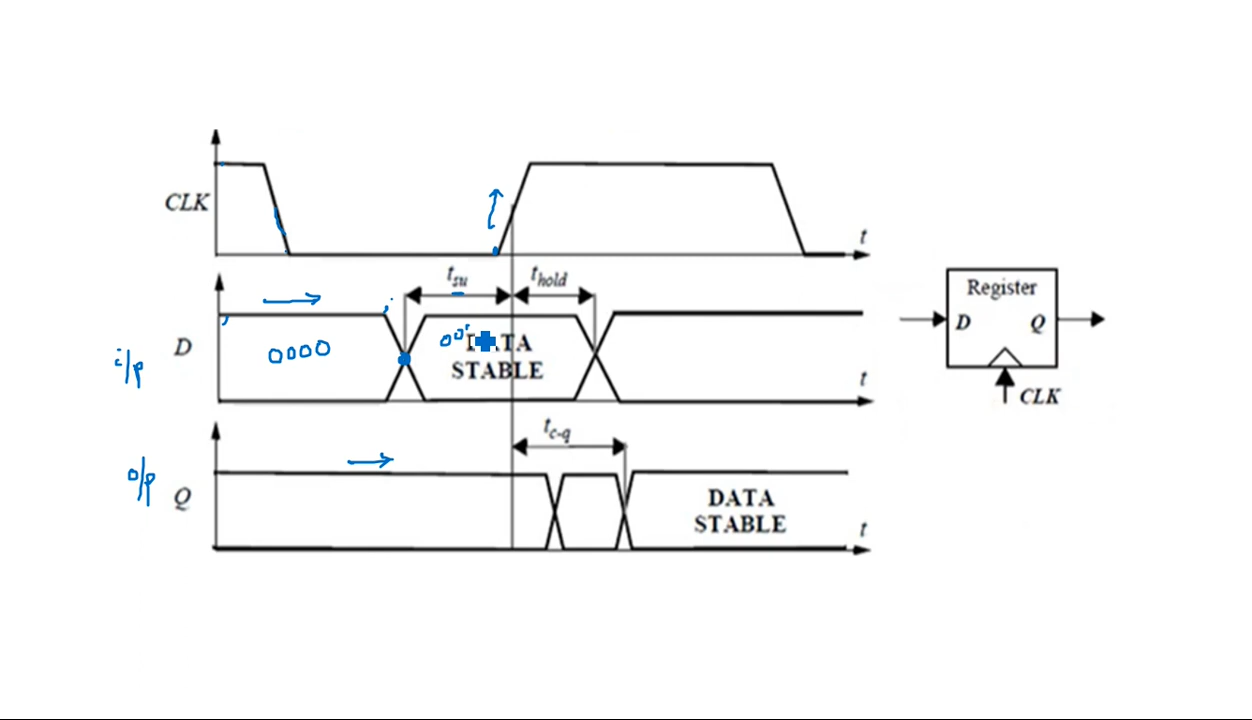 CLK
t
t_su
t_hold
Register
D
Q
CLK
i/p
D
0000
DATA
STABLE
t
t_c-q
o/p
Q
DATA
STABLE
t